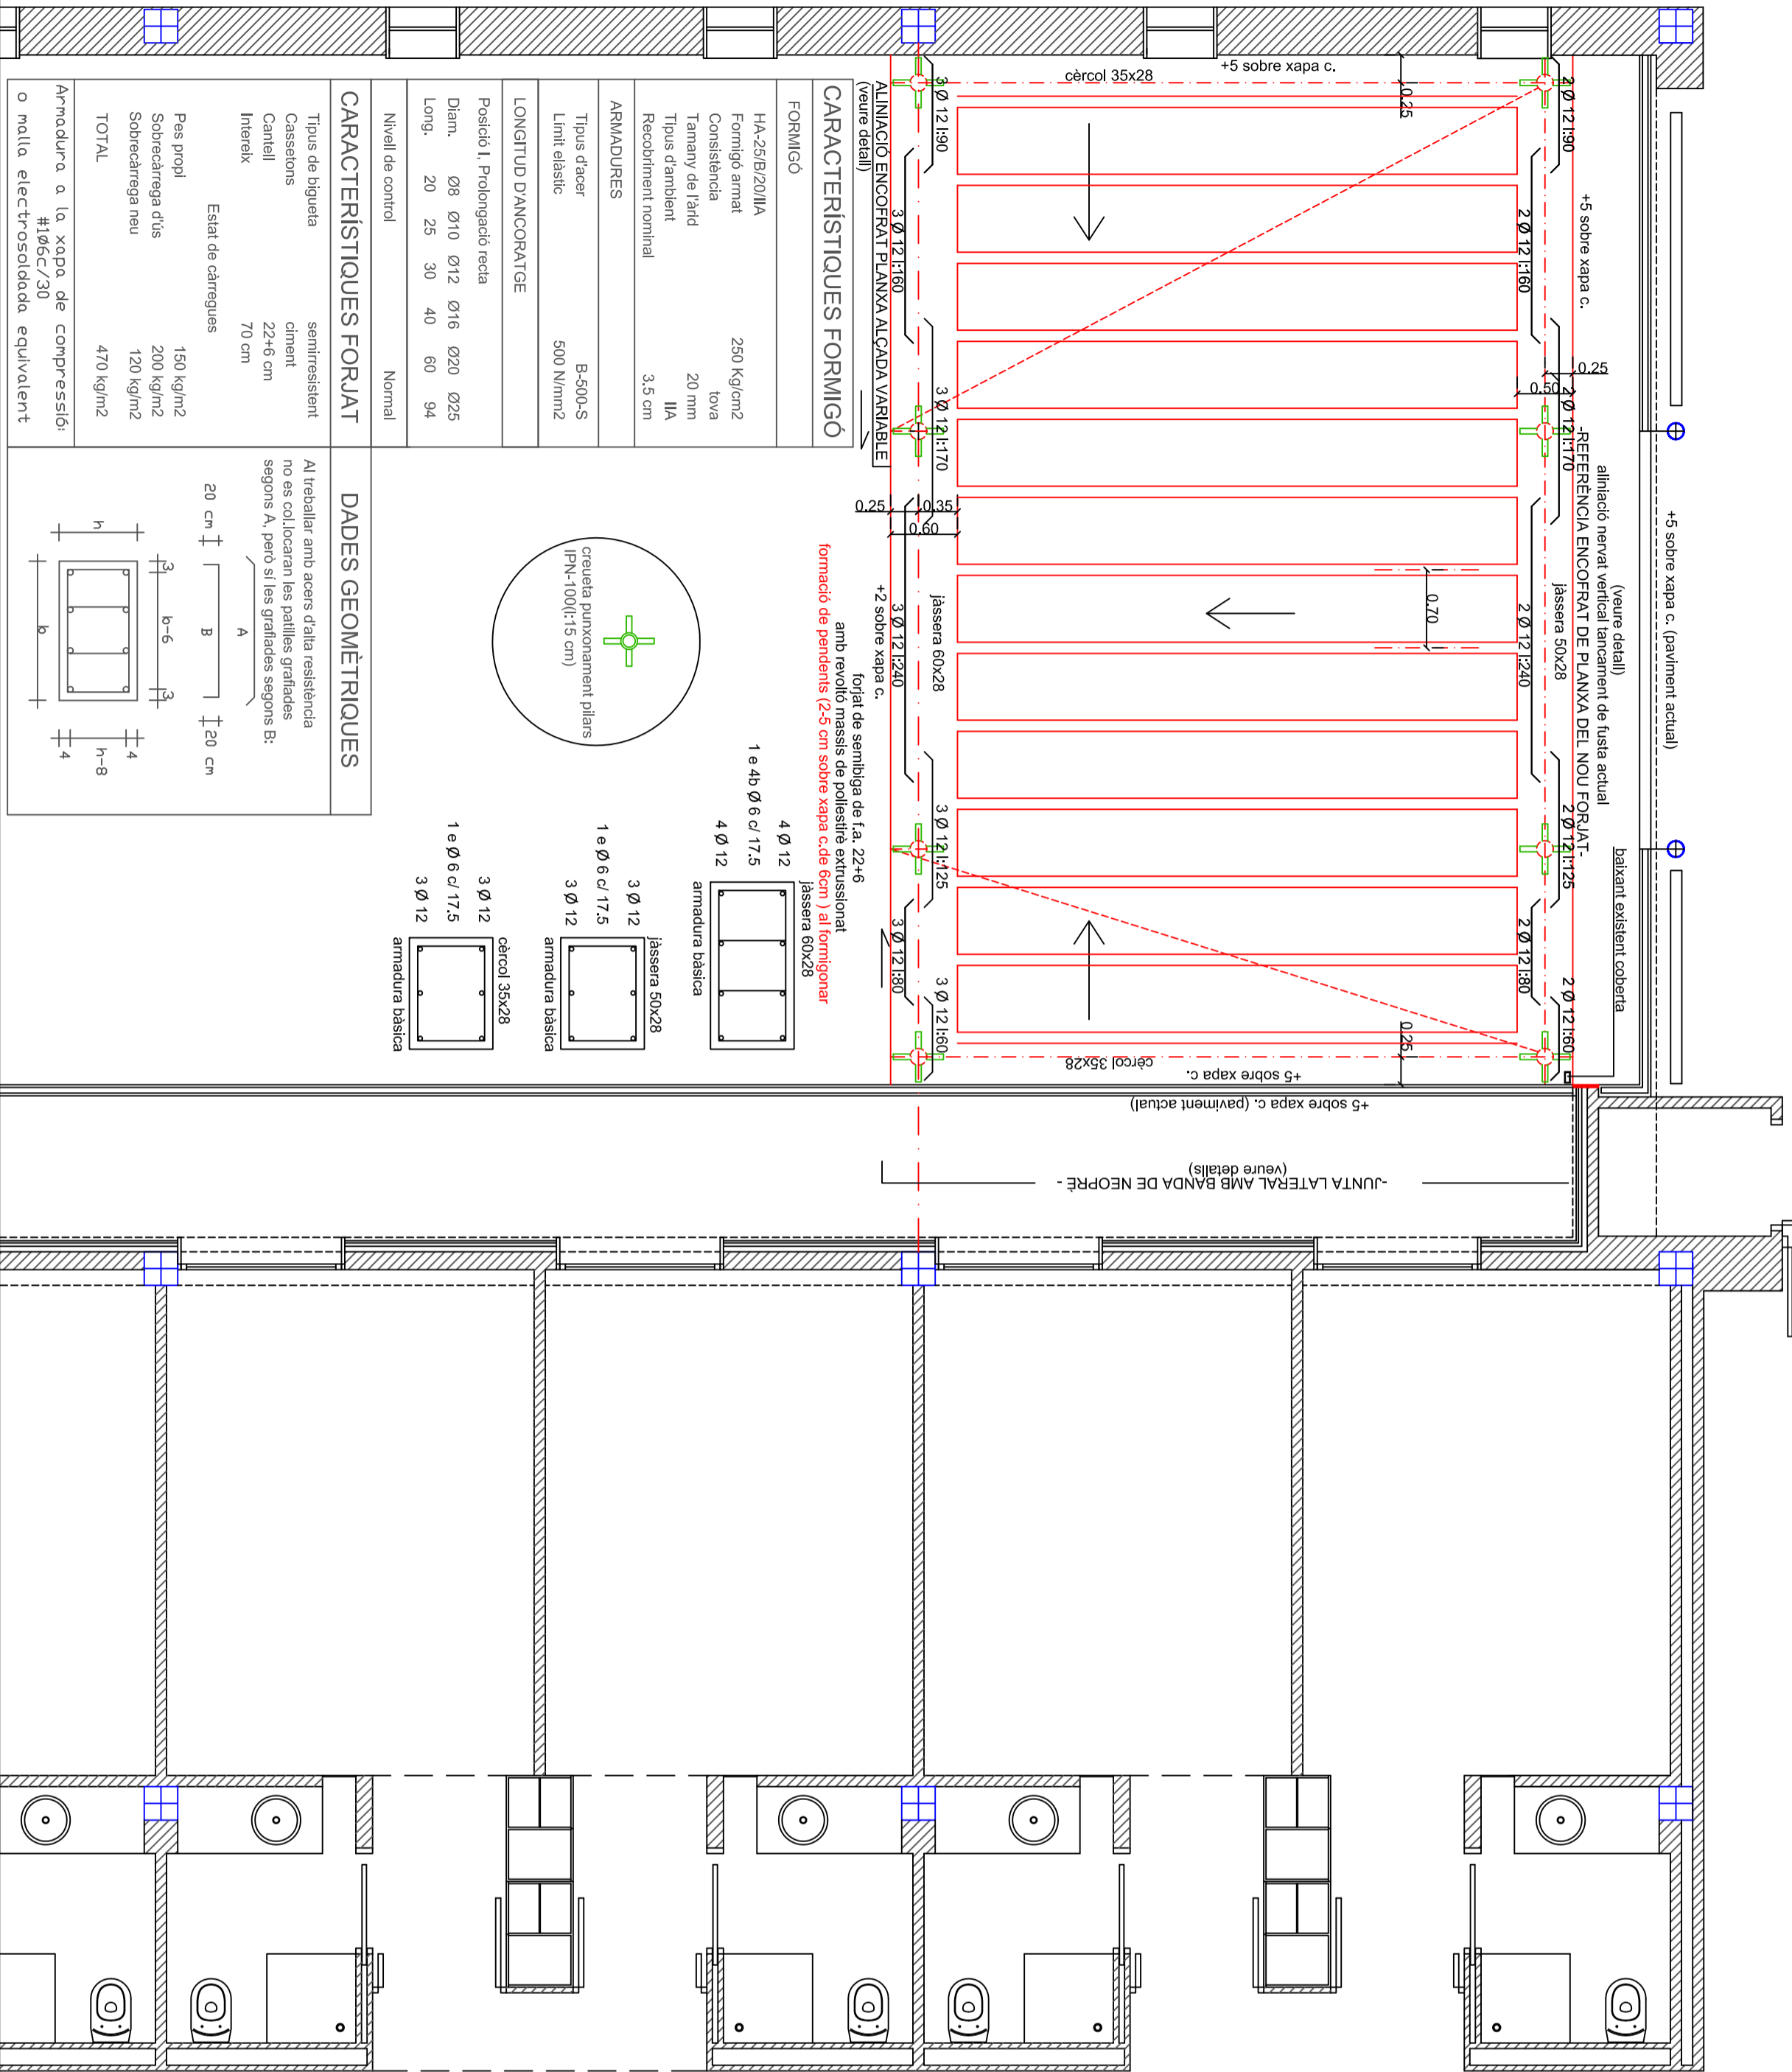 +5 sobre xapa c. (paviment actual)
(veure detall)
alineació nervat vertical tancament de fusta actual
-REFERÈNCIA ENCOFRAT DE PLANXA DEL NOU FORJAT-
baixant existent coberta
+5 sobre xapa c.
jàssera 50x28
2 Ø 12 l:90
2 Ø 12 l:170
2 Ø 12 l:125
2 Ø 12 l:60
2 Ø 12 l:160
2 Ø 12 l:240
2 Ø 12 l:80
0.25
0.50
0.25
+5 sobre xapa c.
cèrcol 35x28
0.70
0.25
+5 sobre xapa c.
cèrcol 35x28
+5 sobre xapa c. (paviment actual)
-JUNTA LATERAL AMB BANDA DE NEOPRÈ -
(veure detalls)
3 Ø 12 l:90
3 Ø 12 l:170
jàssera 60x28
3 Ø 12 l:125
3 Ø 12 l:60
3 Ø 12 l:160
3 Ø 12 l:240
3 Ø 12 l:80
0.25
0.35
0.60
+2 sobre xapa c.
ALINIACIÓ ENCOFRAT PLANXA ALÇADA VARIABLE
(veure detall)
forjat de semibiga de f.a. 22+6
amb revoltó massis de poliestirè extrussionat
formació de pendents (2-5 cm sobre xapa c.de 6cm ) al formigonar
CARACTERÍSTIQUES FORMIGÓ
FORMIGÓ
HA-25/B/20/IIA
Formigó armat 250 Kg/cm2
Consistència tova
Tamany de l'àrid 20 mm
Tipus d'ambient IIA
Recobriment nominal 3.5 cm
ARMADURES
Tipus d'acer B-500-S
Límit elàstic 500 N/mm2
LONGITUD D'ANCORATGE
Posició I, Prolongació recta
Diam. Ø8 Ø10 Ø12 Ø16 Ø20 Ø25
Long. 20 25 30 40 60 94
Nivell de control Normal
CARACTERÍSTIQUES FORJAT
Tipus de bigueta semirresistent
Cassetons ciment
Cantell 22+6 cm
Intereix 70 cm
Estat de càrregues
Pes propi 150 kg/m2
Sobrecàrrega d'ús 200 kg/m2
Sobrecàrrega neu 120 kg/m2
TOTAL 470 kg/m2
Armadura a la xapa de compressió:
#1Ø6c/30
o malla electrosoldada equivalent
DADES GEOMÈTRIQUES
Al treballar amb acers d'alta resistència
no es col.locaran les patilles grafiades
segons A, però sí les grafiades segons B:
A
20 cm B 20 cm
3 b-6 3
h
4 h-8 4
b
creueta punxonament pilars
IPN-100(l:15 cm)
jàssera 60x28
4 Ø 12
1 e 4b Ø 6 c/ 17.5
4 Ø 12
armadura bàsica
jàssera 50x28
3 Ø 12
1 e Ø 6 c/ 17.5
3 Ø 12
armadura bàsica
cèrcol 35x28
3 Ø 12
1 e Ø 6 c/ 17.5
3 Ø 12
armadura bàsica